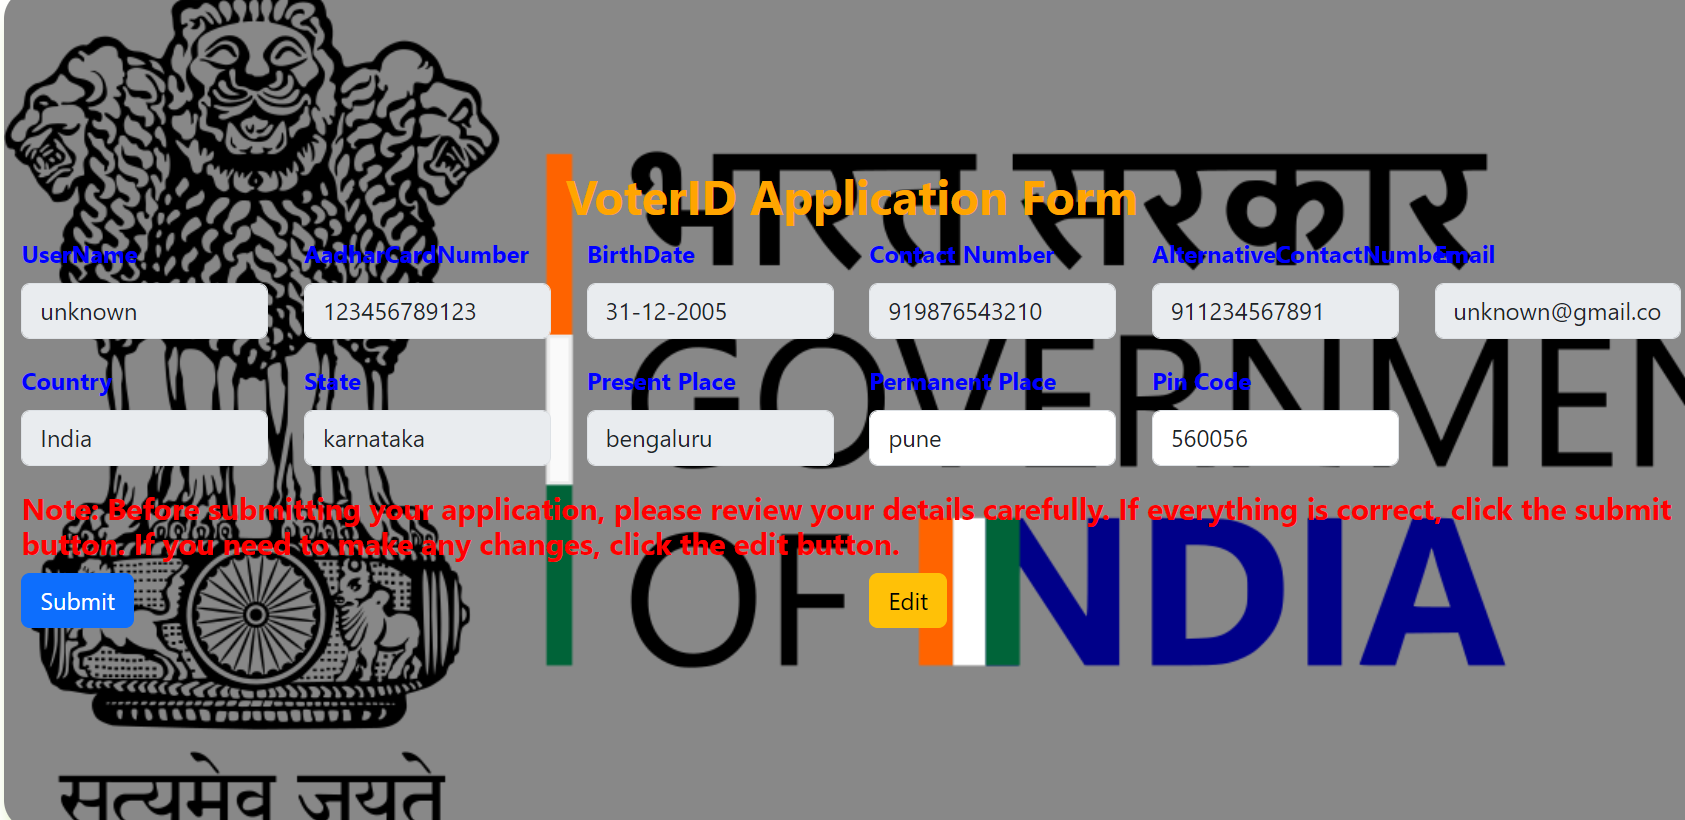 भारत सरकार
VoterID Application Form
UserName AadharCardNumber BirthDate Contact Number AlternativeContactNumber Email
unknown 123456789123 31-12-2005 919876543210 911234567891 unknown@gmail.co
GOVERNMEN
Country State Present Place Permanent Place Pin Code
India karnataka bengaluru pune 560056
Note: Before submitting your application, please review your details carefully. If everything is correct, click the submit
button. If you need to make any changes, click the edit button.
OF INDIA
Submit Edit
सत्यमेव जयते